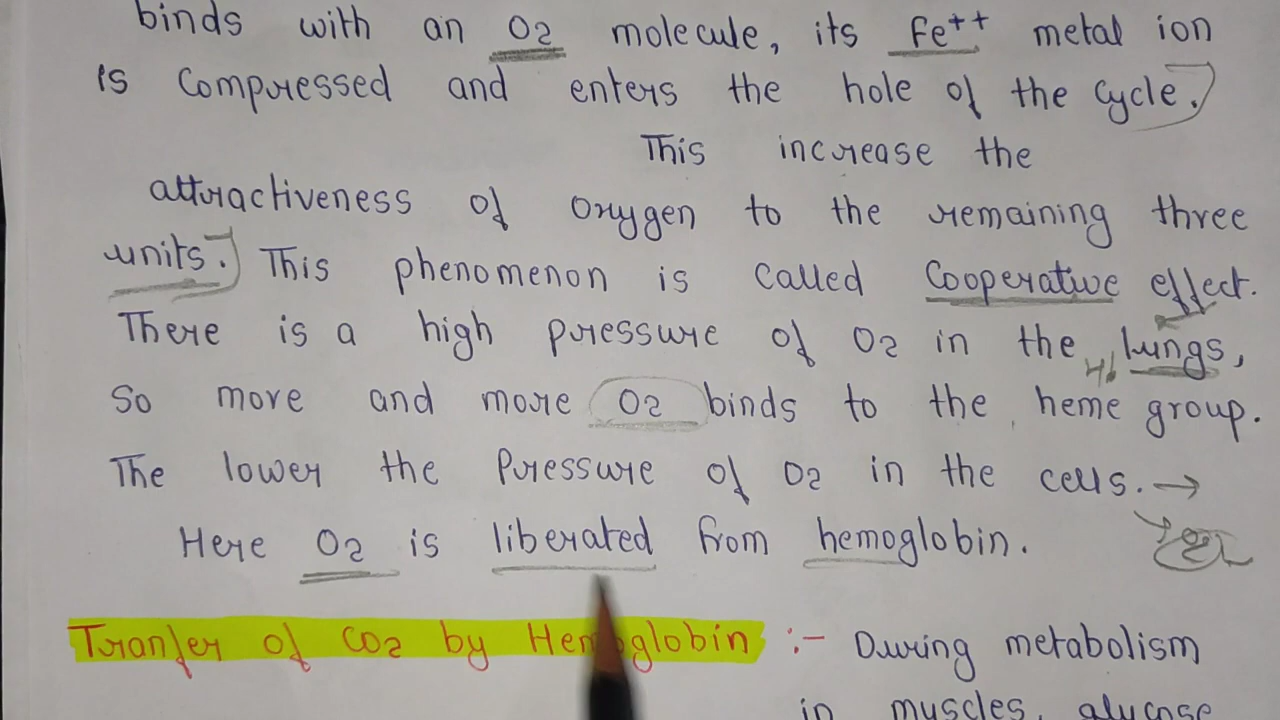 binds with an O2 molecule, its Fe++ metal ion
is compressed and enters the hole of the cycle.
This increase the
attractiveness of oxygen to the remaining three
units. This phenomenon is called Cooperative effect.
There is a high pressure of O2 in the lungs,
Hb
So more and more O2 binds to the heme group.
The lower the Pressure of O2 in the cells. →
Here O2 is liberated from hemoglobin.
Tranfer of CO2 by Hemoglobin :- During metabolism
in muscles, glucose